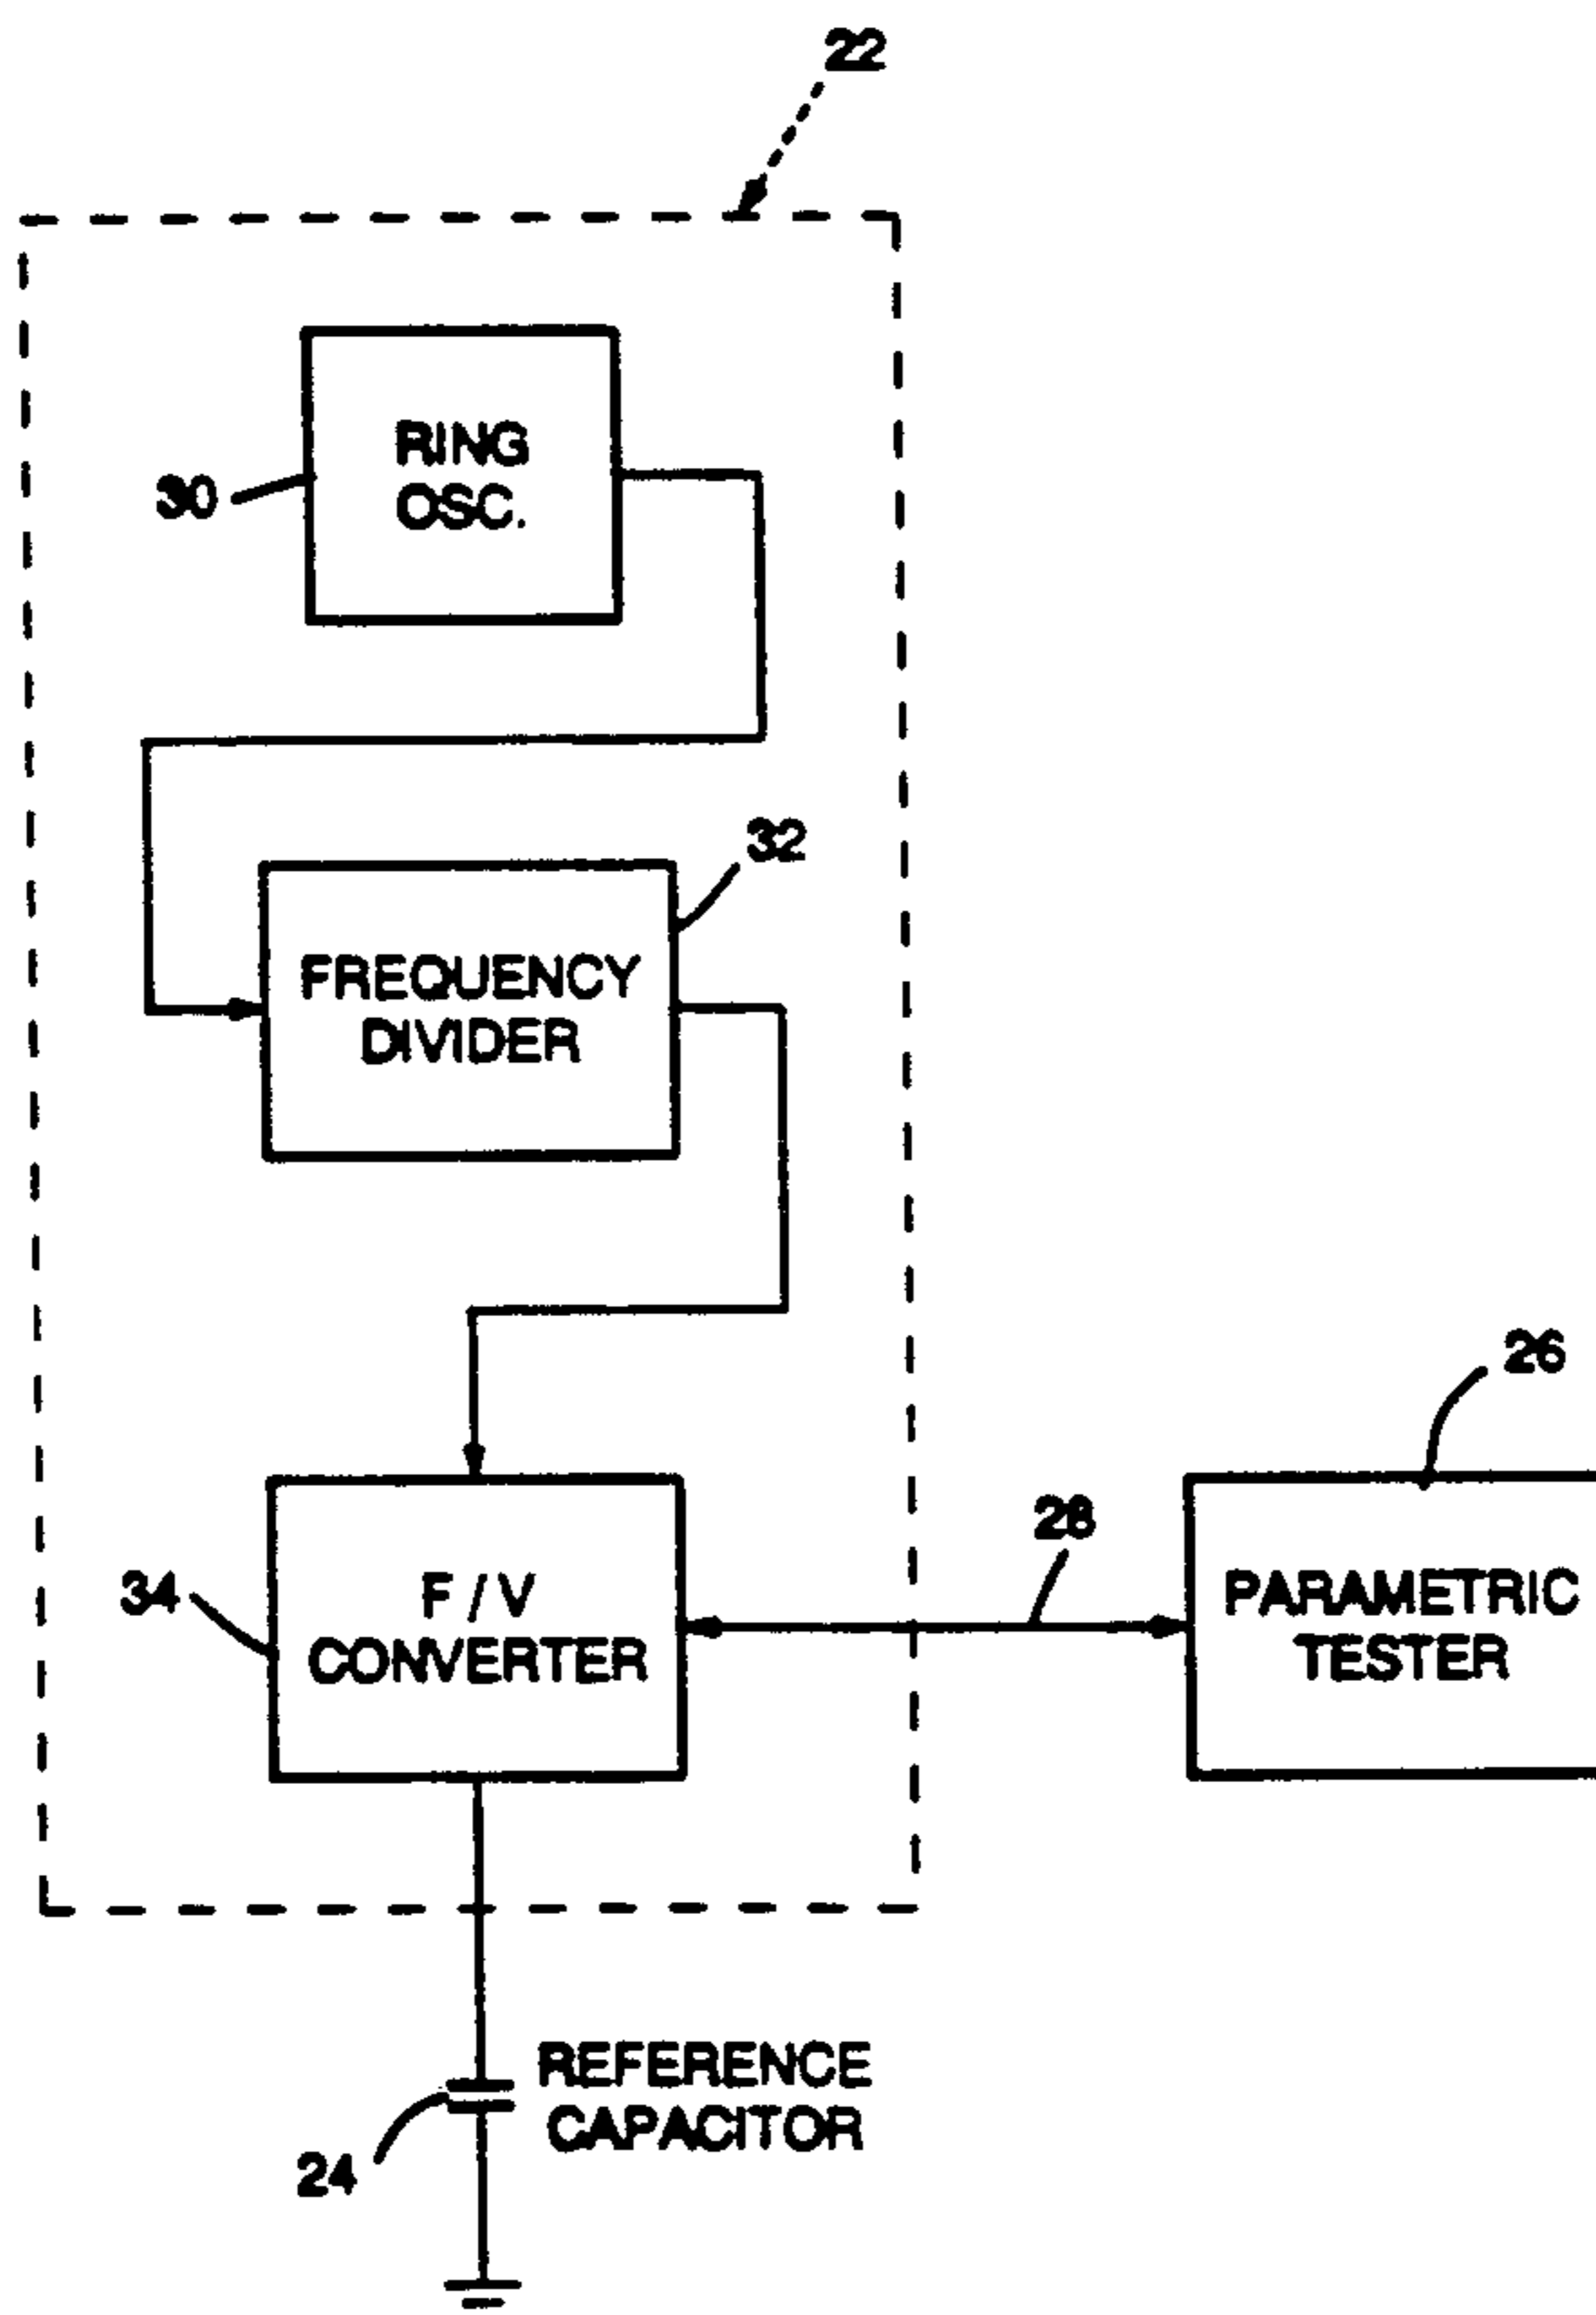 22
RING
OSC.
30
32
FREQUENCY
DIVIDER
26
28
34
F / V
CONVERTER
PARAMETRIC
TESTER
REFERENCE
CAPACITOR
24